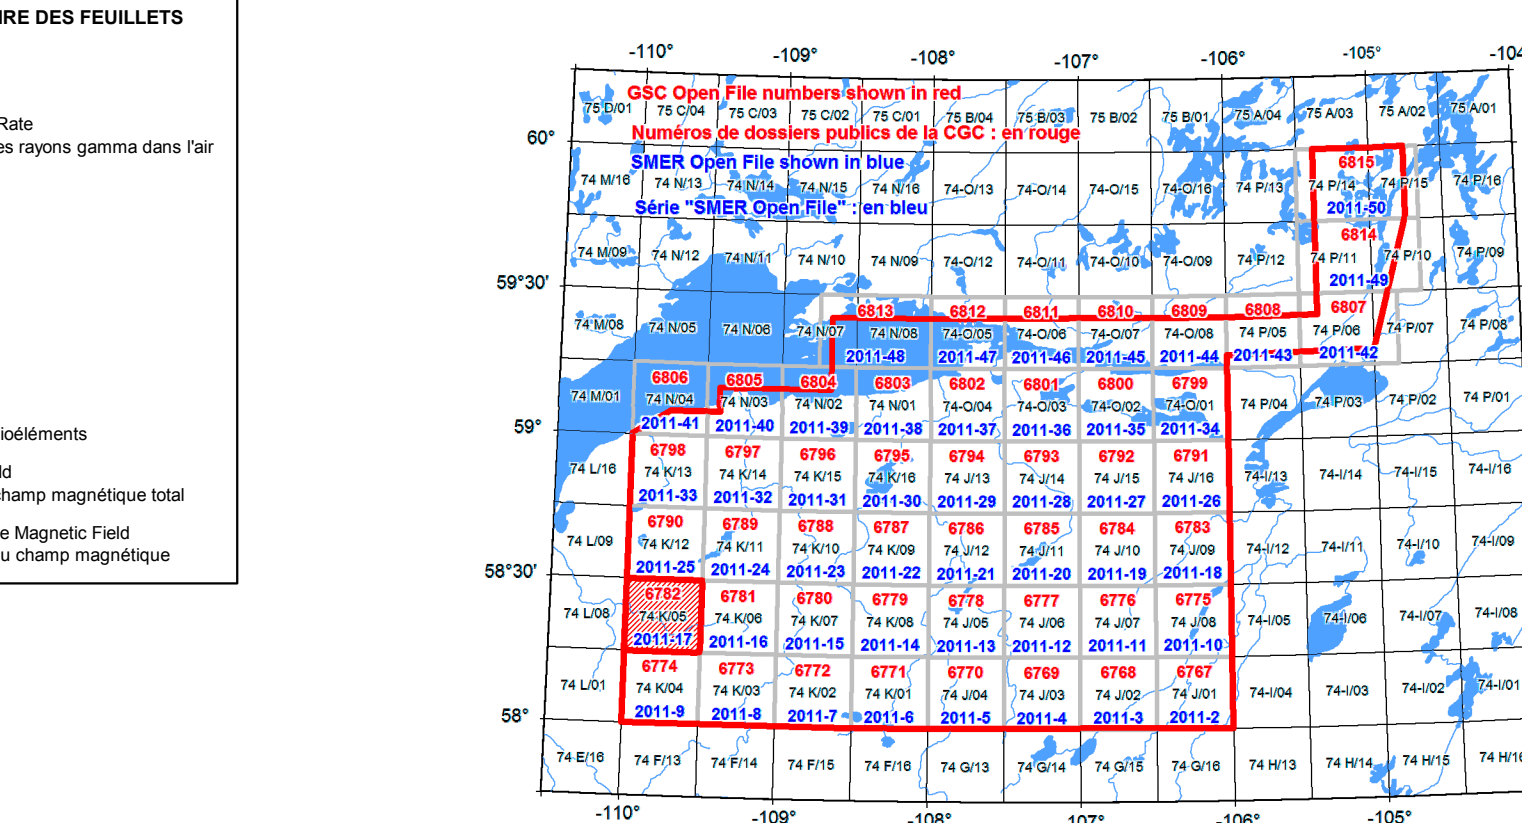 IRE DES FEUILLETS
Rate
es rayons gamma dans l'air
ioéléments
ld
champ magnétique total
e Magnetic Field
u champ magnétique
-110° -109° -108° -107° -106° -105° -104
GSC Open File numbers shown in red
75 D/01 75 C/04 75 C/03 75 C/02 75 C/01 75 B/04 75 B/03 75 B/02 75 B/01 75 A/04 75 A/03 75 A/02 75 A/01
Numéros de dossiers publics de la CGC : en rouge
60°
SMER Open File shown in blue
6815
74 M/16 74 N/13 74 N/14 74 N/15 74 N/16 74-O/13 74-O/14 74-O/15 74-O/16 74 P/13 74 P/14 74 P/15 74 P/16
Série "SMER Open File" : en bleu
2011-50
6814
74 M/09 74 N/12 74 N/11 74 N/10 74 N/09 74-O/12 74-O/11 74-O/10 74-O/09 74 P/12 74 P/11 74 P/10 74 P/09
2011-49
59°30'
6813 6812 6811 6810 6809 6808 6807
74 M/08 74 N/05 74 N/06 74 N/07 74 N/08 74-O/05 74-O/06 74-O/07 74-O/08 74 P/05 74 P/06 74 P/07 74 P/08
2011-48 2011-47 2011-46 2011-45 2011-44 2011-43 2011-42
6806 6805 6804 6803 6802 6801 6800 6799
74 M/01 74 N/04 74 N/03 74 N/02 74 N/01 74-O/04 74-O/03 74-O/02 74-O/01 74 P/04 74 P/03 74 P/02 74 P/01
59°
2011-41 2011-40 2011-39 2011-38 2011-37 2011-36 2011-35 2011-34
6798 6797 6796 6795 6794 6793 6792 6791
74 L/16 74 K/13 74 K/14 74 K/15 74 K/16 74 J/13 74 J/14 74 J/15 74 J/16 74-I/13 74-I/14 74-I/15 74-I/16
2011-33 2011-32 2011-31 2011-30 2011-29 2011-28 2011-27 2011-26
6790 6789 6788 6787 6786 6785 6784 6783
74 L/09 74 K/12 74 K/11 74 K/10 74 K/09 74 J/12 74 J/11 74 J/10 74 J/09 74-I/12 74-I/11 74-I/10 74-I/09
58°30'
2011-25 2011-24 2011-23 2011-22 2011-21 2011-20 2011-19 2011-18
6782 6781 6780 6779 6778 6777 6776 6775
74 L/08 74 K/05 74 K/06 74 K/07 74 K/08 74 J/05 74 J/06 74 J/07 74 J/08 74-I/05 74-I/06 74-I/07 74-I/08
2011-17 2011-16 2011-15 2011-14 2011-13 2011-12 2011-11 2011-10
6774 6773 6772 6771 6770 6769 6768 6767
74 L/01 74 K/04 74 K/03 74 K/02 74 K/01 74 J/04 74 J/03 74 J/02 74 J/01 74-I/04 74-I/03 74-I/02 74-I/01
58°
2011-9 2011-8 2011-7 2011-6 2011-5 2011-4 2011-3 2011-2
74 E/16 74 F/13 74 F/14 74 F/15 74 F/16 74 G/13 74 G/14 74 G/15 74 G/16 74 H/13 74 H/14 74 H/15 74 H/16
-110° -109° -108° -107° -106° -105°